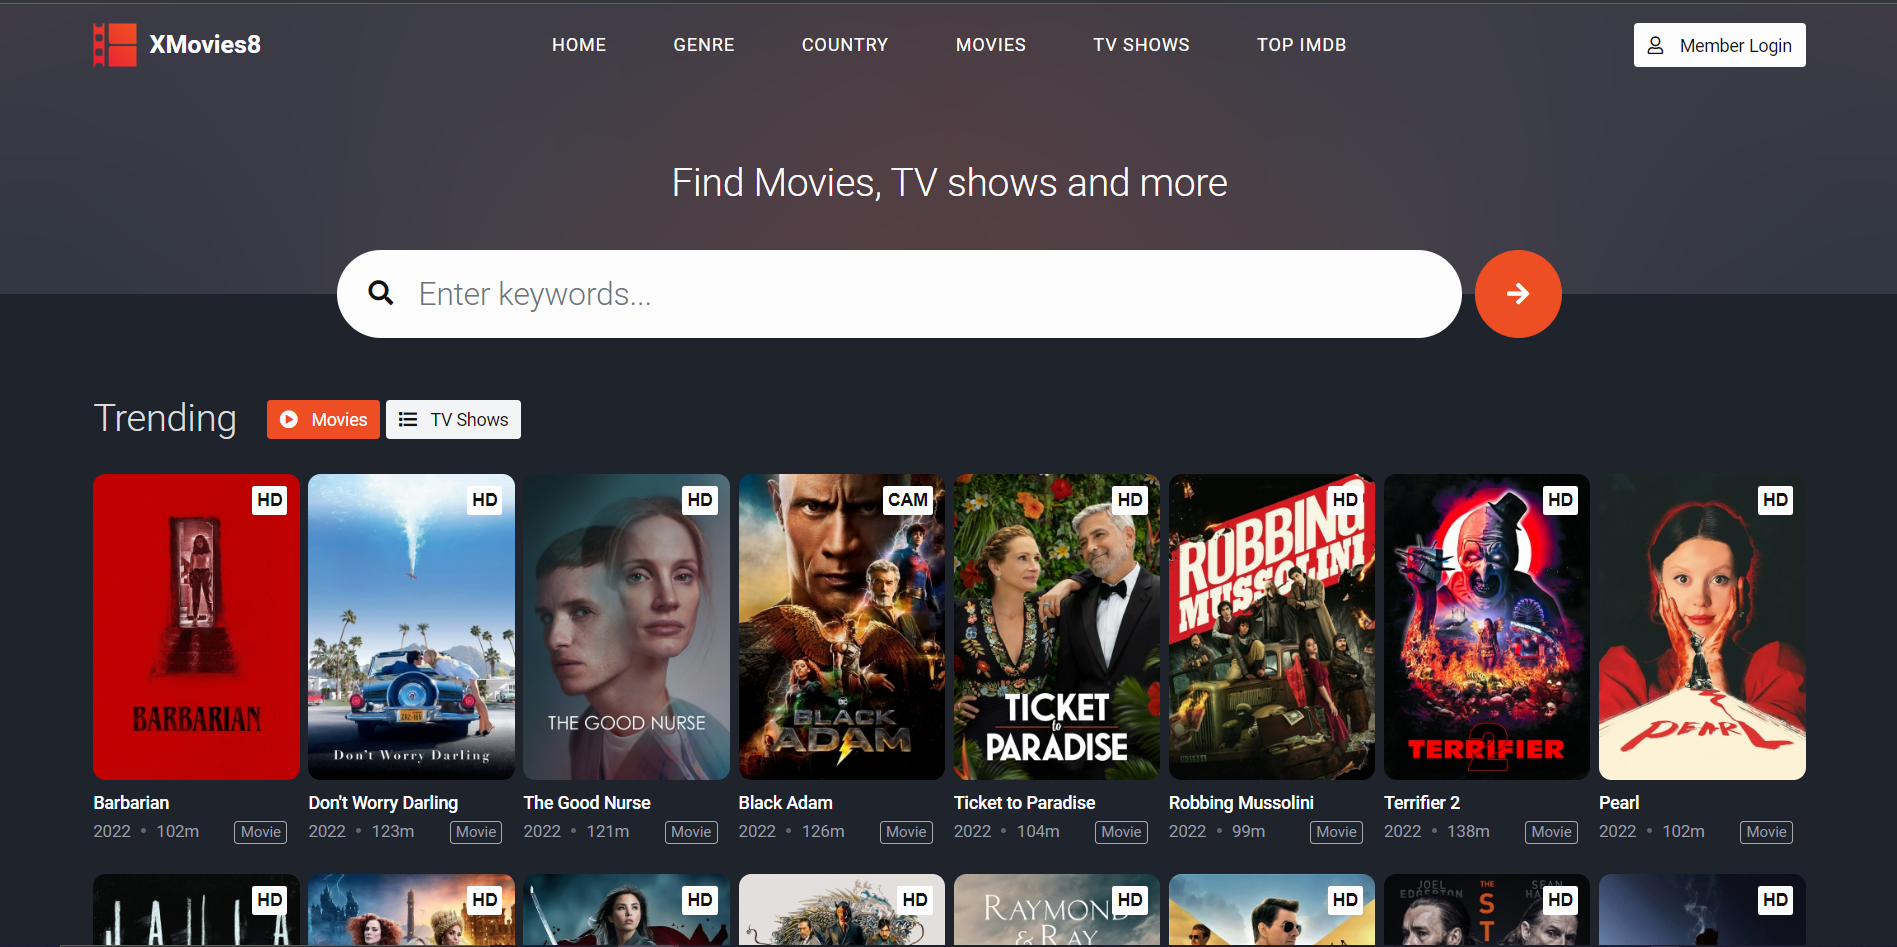 XMovies8
HOME GENRE COUNTRY MOVIES TV SHOWS TOP IMDB
Member Login
Find Movies, TV shows and more
Enter keywords...
Trending
Movies
TV Shows
HD HD HD CAM HD HD HD HD
BARBARIAN
Don't Worry Darling
THE GOOD NURSE
BLACK
ADAM
TICKET
to
PARADISE
ROBBING
MUSSOLINI
TERRIFIER
2
PEARL
Barbarian Don't Worry Darling The Good Nurse Black Adam Ticket to Paradise Robbing Mussolini Terrifier 2 Pearl
2022 • 102m Movie 2022 • 123m Movie 2022 • 121m Movie 2022 • 126m Movie 2022 • 104m Movie 2022 • 99m Movie 2022 • 138m Movie 2022 • 102m Movie
HD HD HD HD HD HD HD HD
RAYMOND
& RAY
JOEL
EDGERTON
THE
ST
SEAN